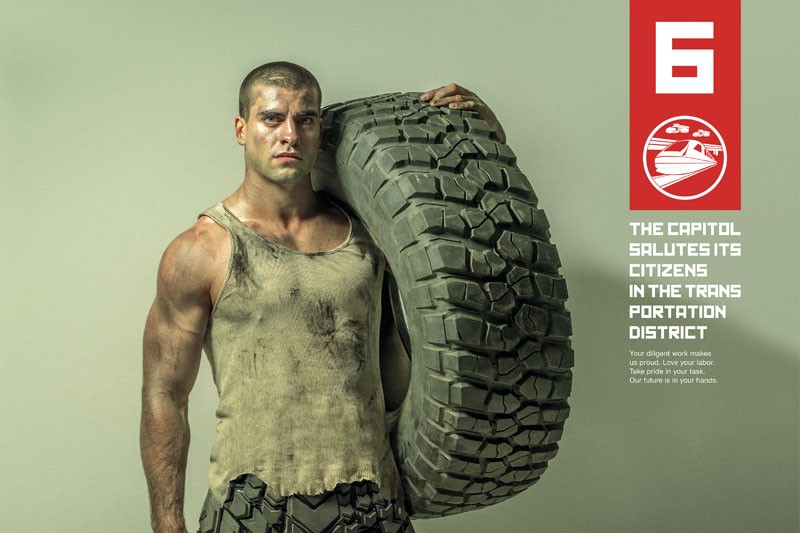 6
THE CAPITOL
SALUTES ITS
CITIZENS
IN THE TRANS
PORTATION
DISTRICT
Your diligent work makes
us proud. Love your labor.
Take pride in your task.
Our future is in your hands.